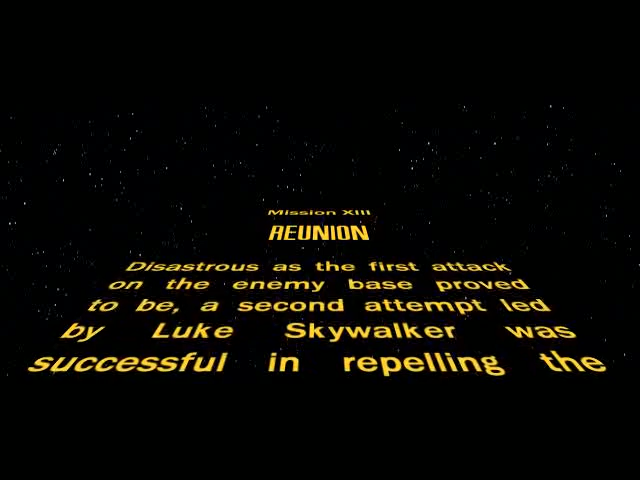 Mission XIII
REUNION
Disastrous as the first attack
on the enemy base proved
to be, a second attempt led
by Luke Skywalker was
successful in repelling the